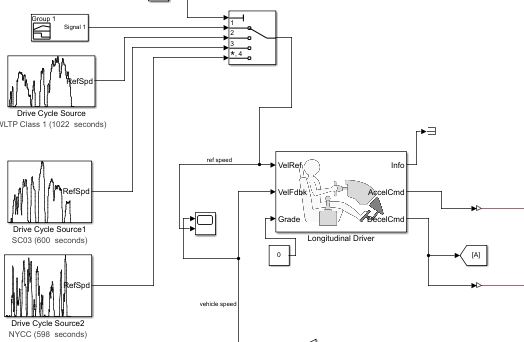 Group 1
Signal 1
1
2
3
*, 4
RefSpd
Drive Cycle Source
WLTP Class 1 (1022 seconds)
ref speed
VelRef
Info
VelFdbk
AccelCmd
Grade
DecelCmd
Longitudinal Driver
RefSpd
Drive Cycle Source1
SC03 (600 seconds)
0
[A]
RefSpd
Drive Cycle Source2
NYCC (598 seconds)
vehicle speed